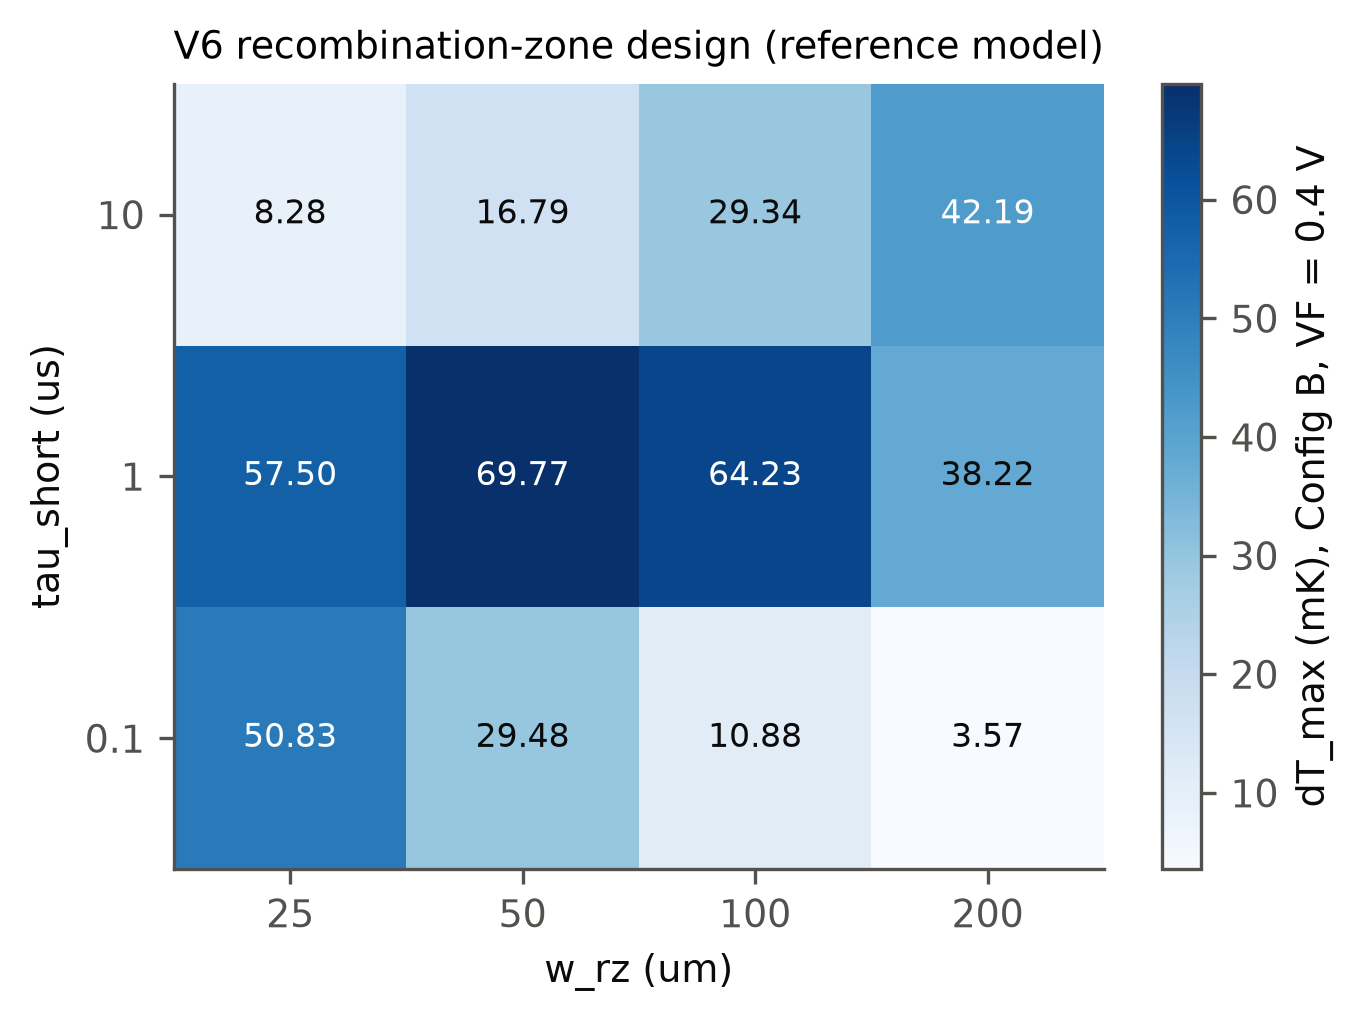 V6 recombination-zone design (reference model)
tau_short (us)
10
1
0.1
8.28 16.79 29.34 42.19
57.50 69.77 64.23 38.22
50.83 29.48 10.88 3.57
25 50 100 200
w_rz (um)
60
50
40
30
20
10
dT_max (mK), Config B, VF = 0.4 V